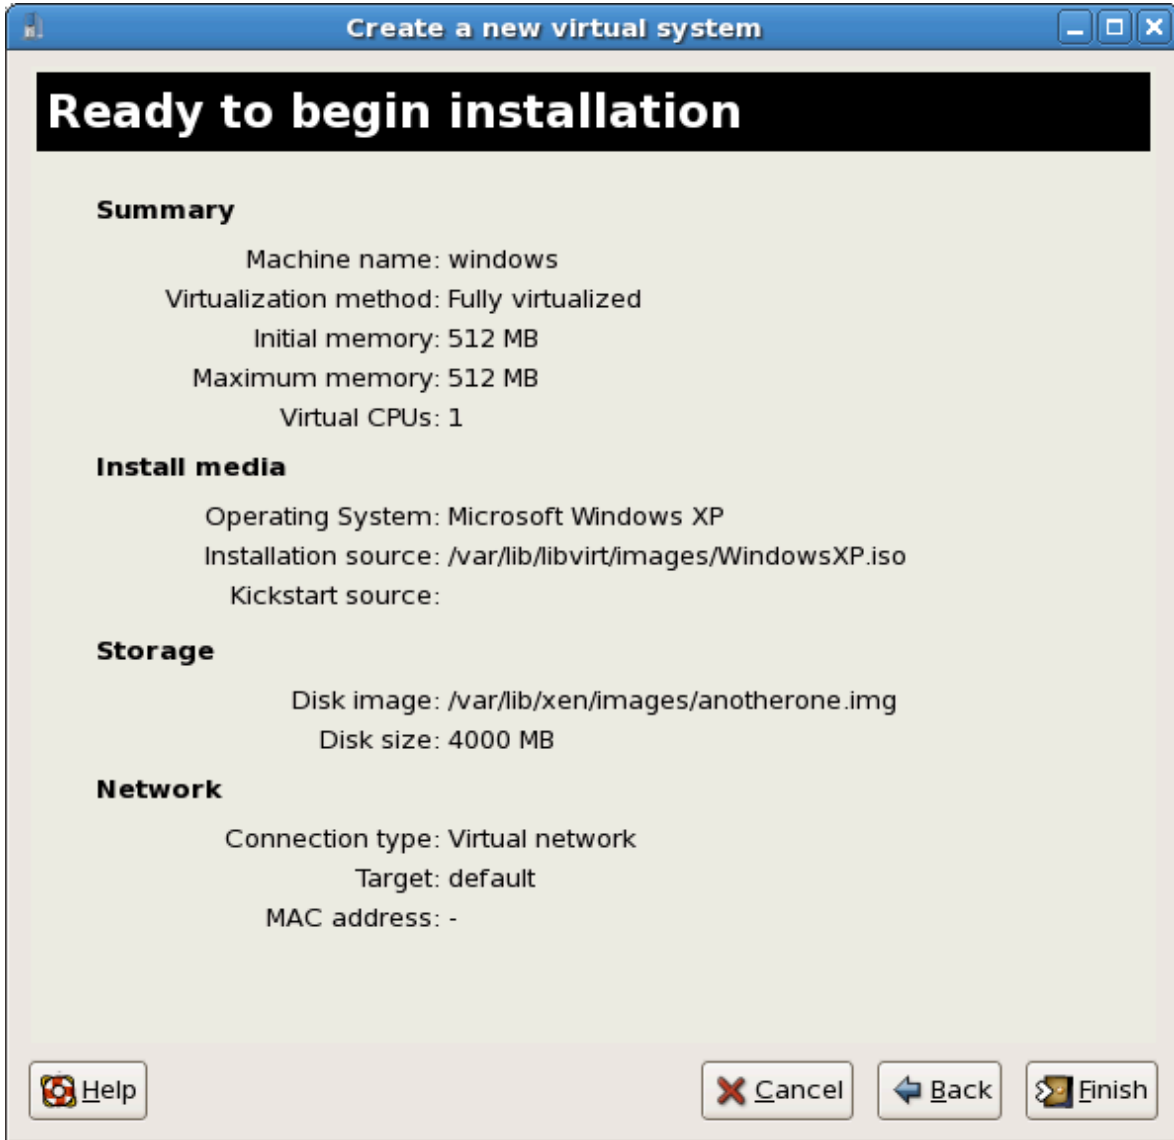 Create a new virtual system
Ready to begin installation
Summary
Machine name: windows
Virtualization method: Fully virtualized
Initial memory: 512 MB
Maximum memory: 512 MB
Virtual CPUs: 1
Install media
Operating System: Microsoft Windows XP
Installation source: /var/lib/libvirt/images/WindowsXP.iso
Kickstart source:
Storage
Disk image: /var/lib/xen/images/anotherone.img
Disk size: 4000 MB
Network
Connection type: Virtual network
Target: default
MAC address: -
Help Cancel Back Finish